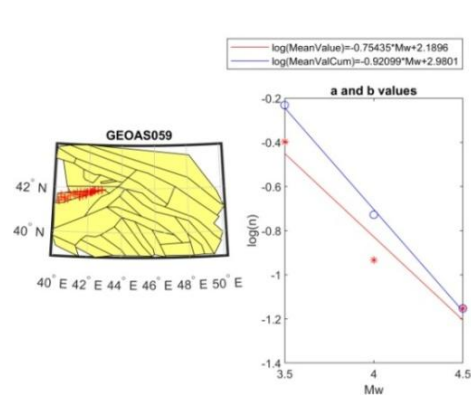 log(MeanValue)=-0.75435*Mw+2.1896
log(MeanValCum)=-0.92099*Mw+2.9801
GEOAS059
42° N
40° N
40° E 42° E 44° E 46° E 48° E 50° E
a and b values
-0.2
-0.4
-0.6
-0.8
-1
-1.2
-1.4
log(n)
3.5 4 4.5
Mw